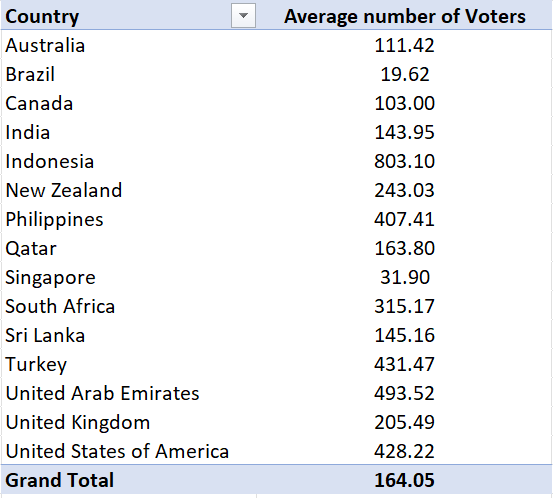 Country Average number of Voters
Australia 111.42
Brazil 19.62
Canada 103.00
India 143.95
Indonesia 803.10
New Zealand 243.03
Philippines 407.41
Qatar 163.80
Singapore 31.90
South Africa 315.17
Sri Lanka 145.16
Turkey 431.47
United Arab Emirates 493.52
United Kingdom 205.49
United States of America 428.22
Grand Total 164.05